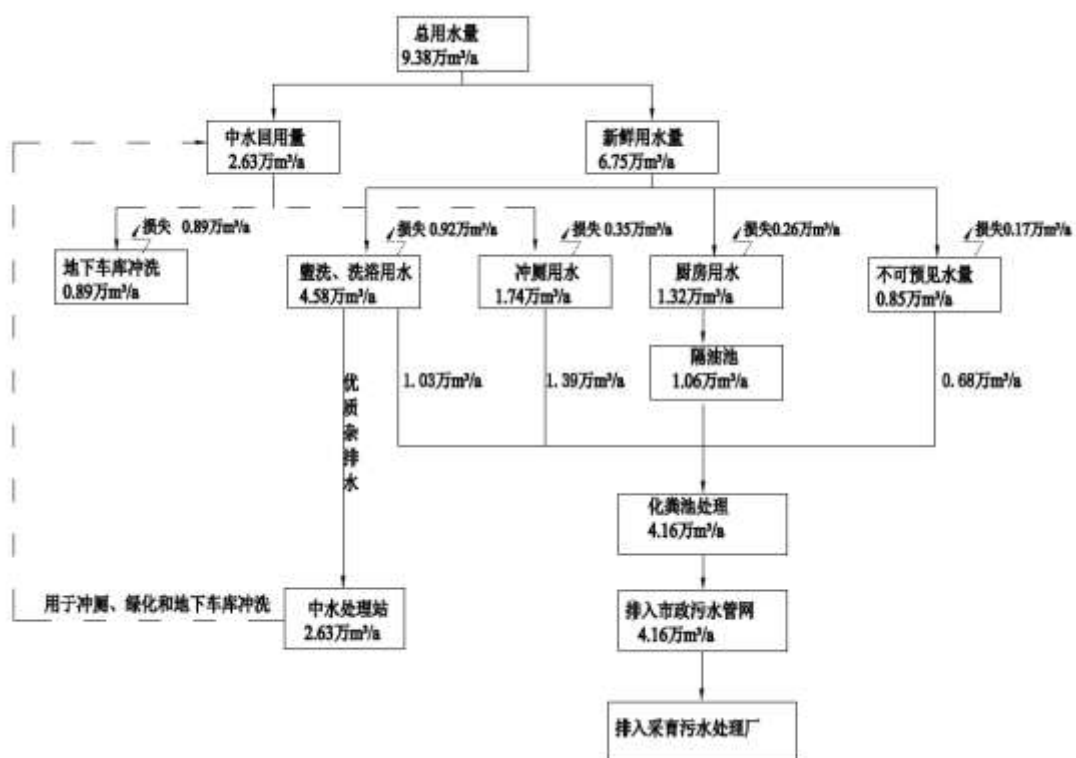 总用水量
9.38万m³/a
中水回用量
2.63万m³/a
新鲜用水量
6.75万m³/a
损失 0.89万m³/a
损失 0.92万m³/a
损失 0.35万m³/a
损失0.26万m³/a
损失0.17万m³/a
地下车库冲洗
0.89万m³/a
盥洗、洗浴用水
4.58万m³/a
冲厕用水
1.74万m³/a
厨房用水
1.32万m³/a
不可预见水量
0.85万m³/a
隔油池
1.06万m³/a
1.03万m³/a
1.39万m³/a
0.68万m³/a
优质杂排水
化粪池处理
4.16万m³/a
用于冲厕、绿化和地下车库冲洗
中水处理站
2.63万m³/a
排入市政污水管网
4.16万m³/a
排入采育污水处理厂